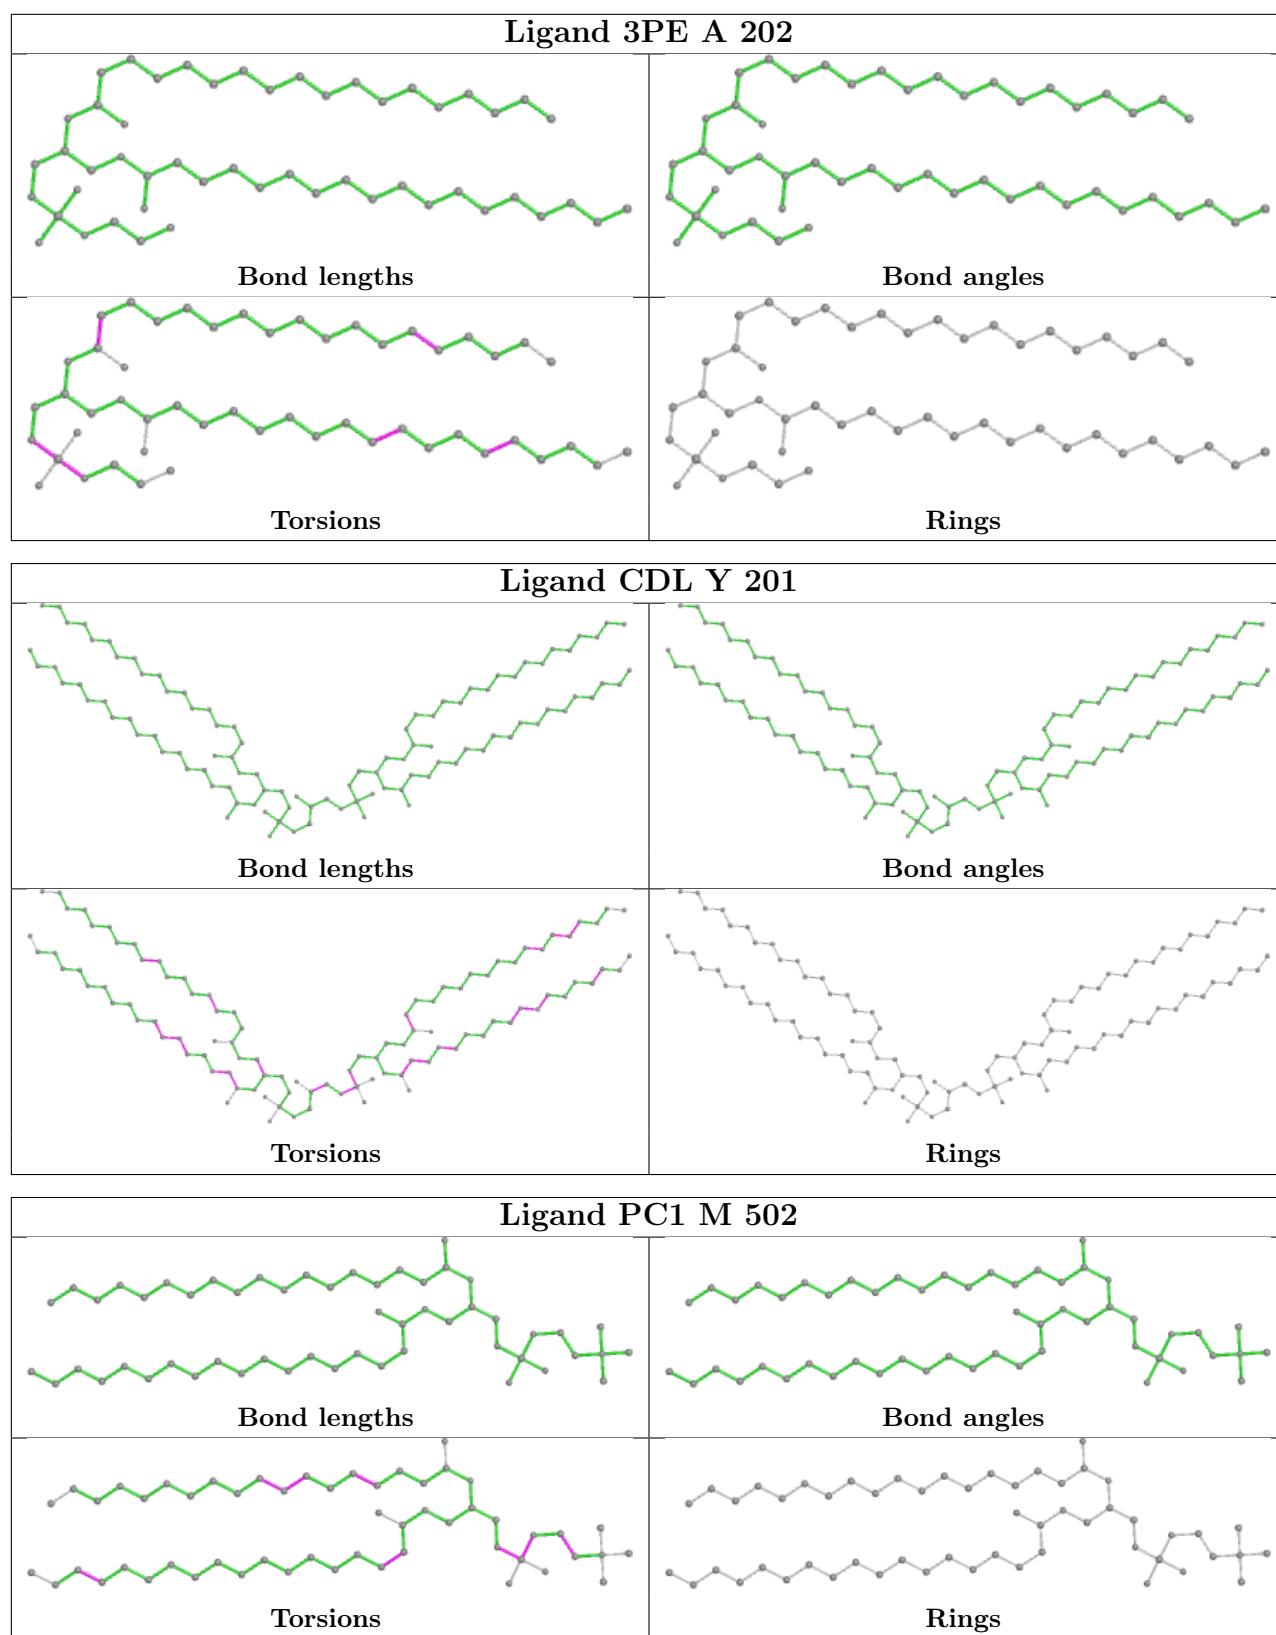 Ligand 3PE A 202
Bond lengths
Bond angles
Torsions
Rings
Ligand CDL Y 201
Bond lengths
Bond angles
Torsions
Rings
Ligand PC1 M 502
Bond lengths
Bond angles
Torsions
Rings